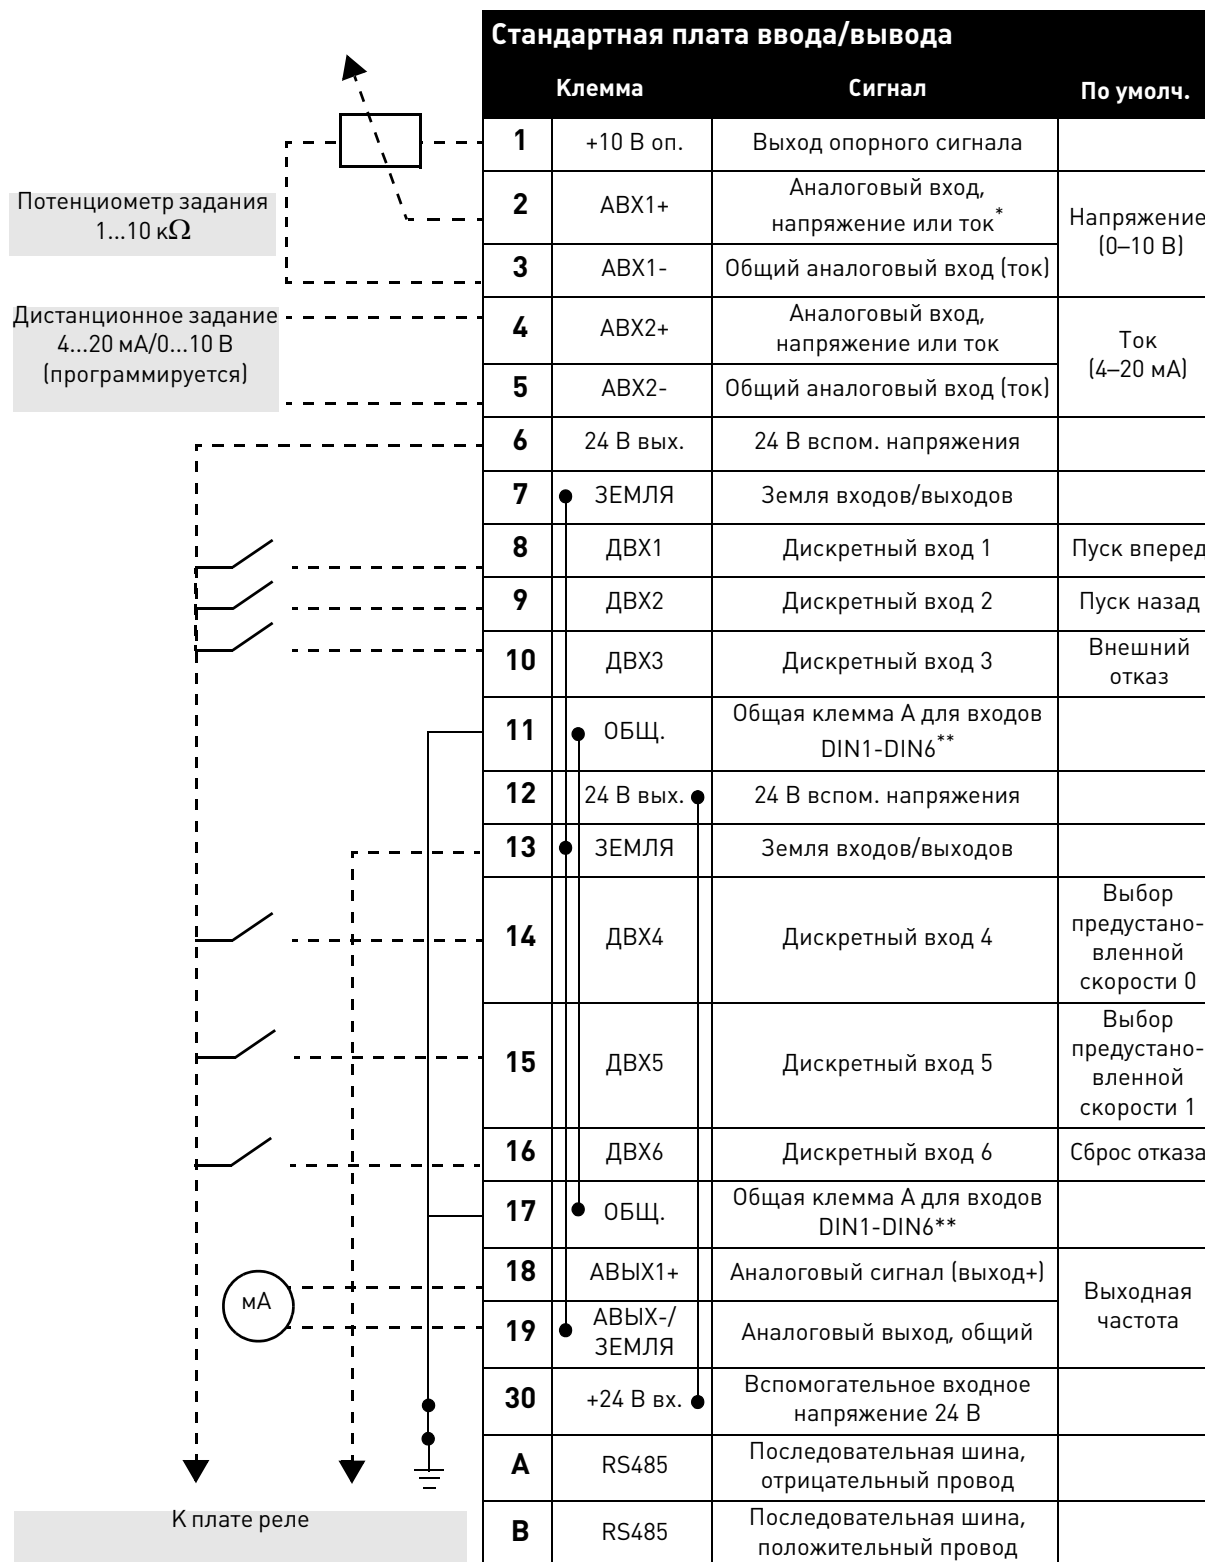 Стандартная плата ввода/вывода
Клемма Сигнал По умолч.
1 +10 В оп. Выход опорного сигнала
Потенциометр задания
1...10 кΩ
2 АВХ1+ Аналоговый вход,
напряжение или ток*
Напряжение
(0–10 В)
3 АВХ1- Общий аналоговый вход (ток)
Дистанционное задание
4...20 мА/0...10 В
(программируется)
4 АВХ2+ Аналоговый вход,
напряжение или ток
Ток
(4–20 мА)
5 АВХ2- Общий аналоговый вход (ток)
6 24 В вых. 24 В вспом. напряжения
7 ЗЕМЛЯ Земля входов/выходов
8 ДВХ1 Дискретный вход 1 Пуск вперед
9 ДВХ2 Дискретный вход 2 Пуск назад
10 ДВХ3 Дискретный вход 3 Внешний
отказ
11 ОБЩ. Общая клемма А для входов
DIN1-DIN6**
12 24 В вых. 24 В вспом. напряжения
13 ЗЕМЛЯ Земля входов/выходов
14 ДВХ4 Дискретный вход 4 Выбор
предустано-
вленной
скорости 0
15 ДВХ5 Дискретный вход 5 Выбор
предустано-
вленной
скорости 1
16 ДВХ6 Дискретный вход 6 Сброс отказа
17 ОБЩ. Общая клемма А для входов
DIN1-DIN6**
18 АВЫХ1+ Аналоговый сигнал (выход+)
мА
Выходная
частота
19 АВЫХ-/
ЗЕМЛЯ
Аналоговый выход, общий
30 +24 В вх. Вспомогательное входное
напряжение 24 В
A RS485 Последовательная шина,
отрицательный провод
К плате реле
B RS485 Последовательная шина,
положительный провод